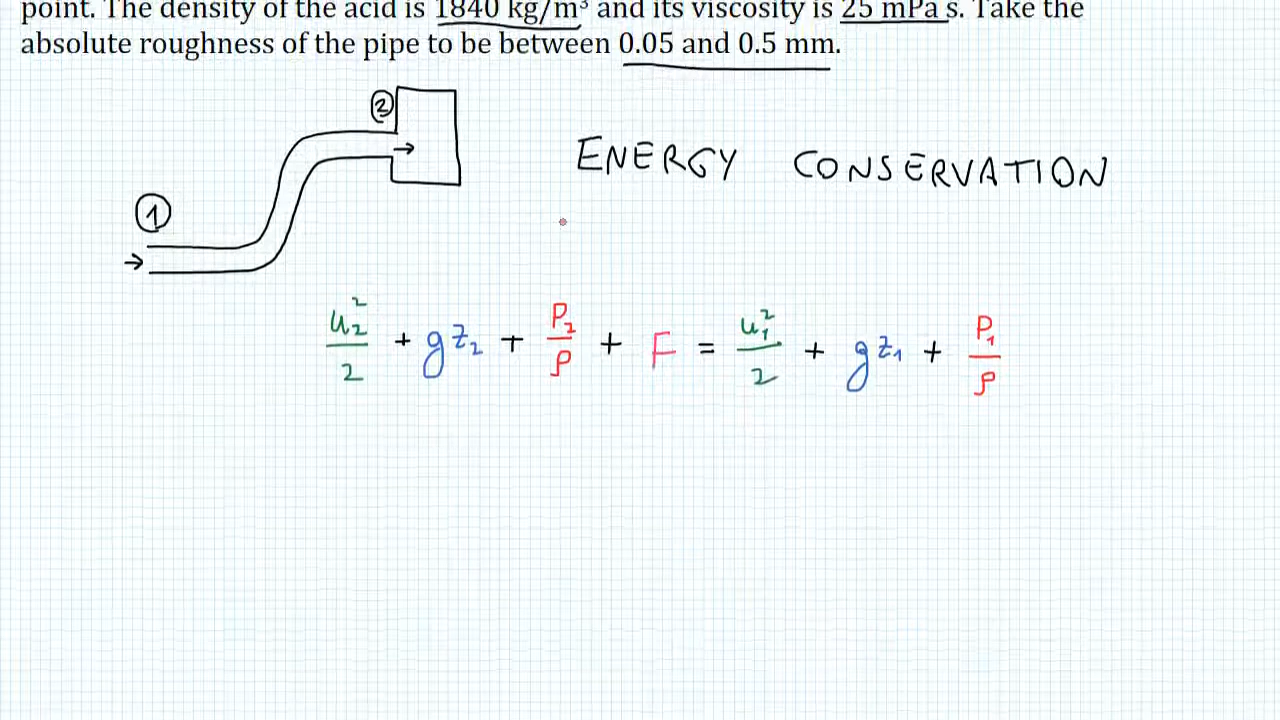 point. The density of the acid is 1840 kg/m³ and its viscosity is 25 mPa s. Take the
absolute roughness of the pipe to be between 0.05 and 0.5 mm.
②
ENERGY CONSERVATION
①
u₂²/2 + gz₂ + P₂/ρ + F = u₁²/2 + gz₁ + P₁/ρ